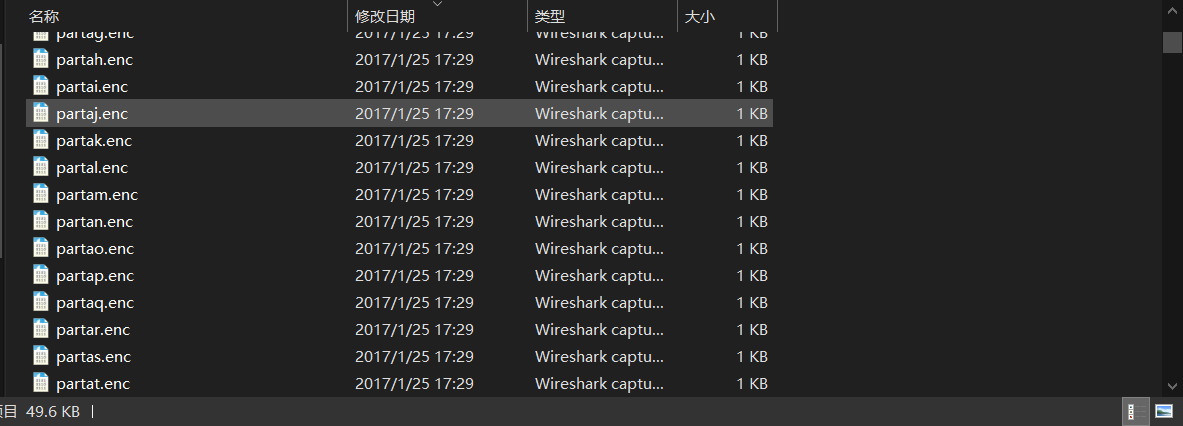 名称 修改日期 类型 大小
partag.enc 2017/1/25 17:29 Wireshark captu... 1 KB
partah.enc 2017/1/25 17:29 Wireshark captu... 1 KB
partai.enc 2017/1/25 17:29 Wireshark captu... 1 KB
partaj.enc 2017/1/25 17:29 Wireshark captu... 1 KB
partak.enc 2017/1/25 17:29 Wireshark captu... 1 KB
partal.enc 2017/1/25 17:29 Wireshark captu... 1 KB
partam.enc 2017/1/25 17:29 Wireshark captu... 1 KB
partan.enc 2017/1/25 17:29 Wireshark captu... 1 KB
partao.enc 2017/1/25 17:29 Wireshark captu... 1 KB
partap.enc 2017/1/25 17:29 Wireshark captu... 1 KB
partaq.enc 2017/1/25 17:29 Wireshark captu... 1 KB
partar.enc 2017/1/25 17:29 Wireshark captu... 1 KB
partas.enc 2017/1/25 17:29 Wireshark captu... 1 KB
partat.enc 2017/1/25 17:29 Wireshark captu... 1 KB
项目 49.6 KB